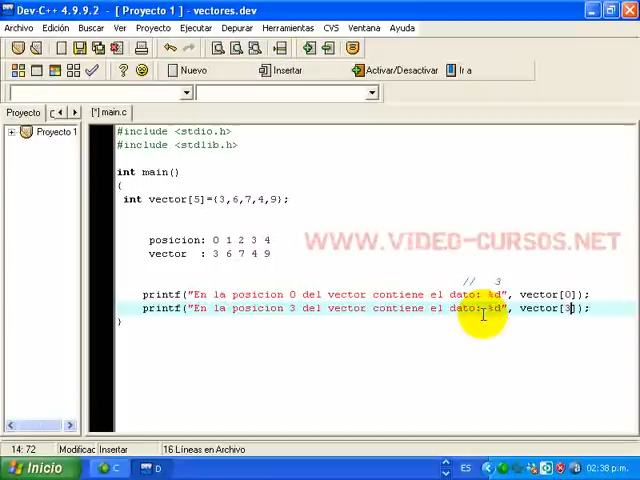 Dev-C++ 4.9.9.2 - [ Proyecto 1 ] - vectores.dev
Archivo Edición Buscar Ver Proyecto Ejecutar Depurar Herramientas CVS Ventana Ayuda
Nuevo Insertar Activar/Desactivar Ir a
Proyecto [*] main.c
Proyecto 1
#include <stdio.h>
#include <stdlib.h>
int main()
{
int vector[5]={3,6,7,4,9};
posicion: 0 1 2 3 4
vector : 3 6 7 4 9
WWW.VIDEO-CURSOS.NET
// 3
printf("En la posicion 0 del vector contiene el dato: %d", vector[0]);
printf("En la posicion 3 del vector contiene el dato: %d", vector[3]);
}
14: 72 Modificac Insertar 16 Líneas en Archivo
Inicio C D ES 02:38 p.m.